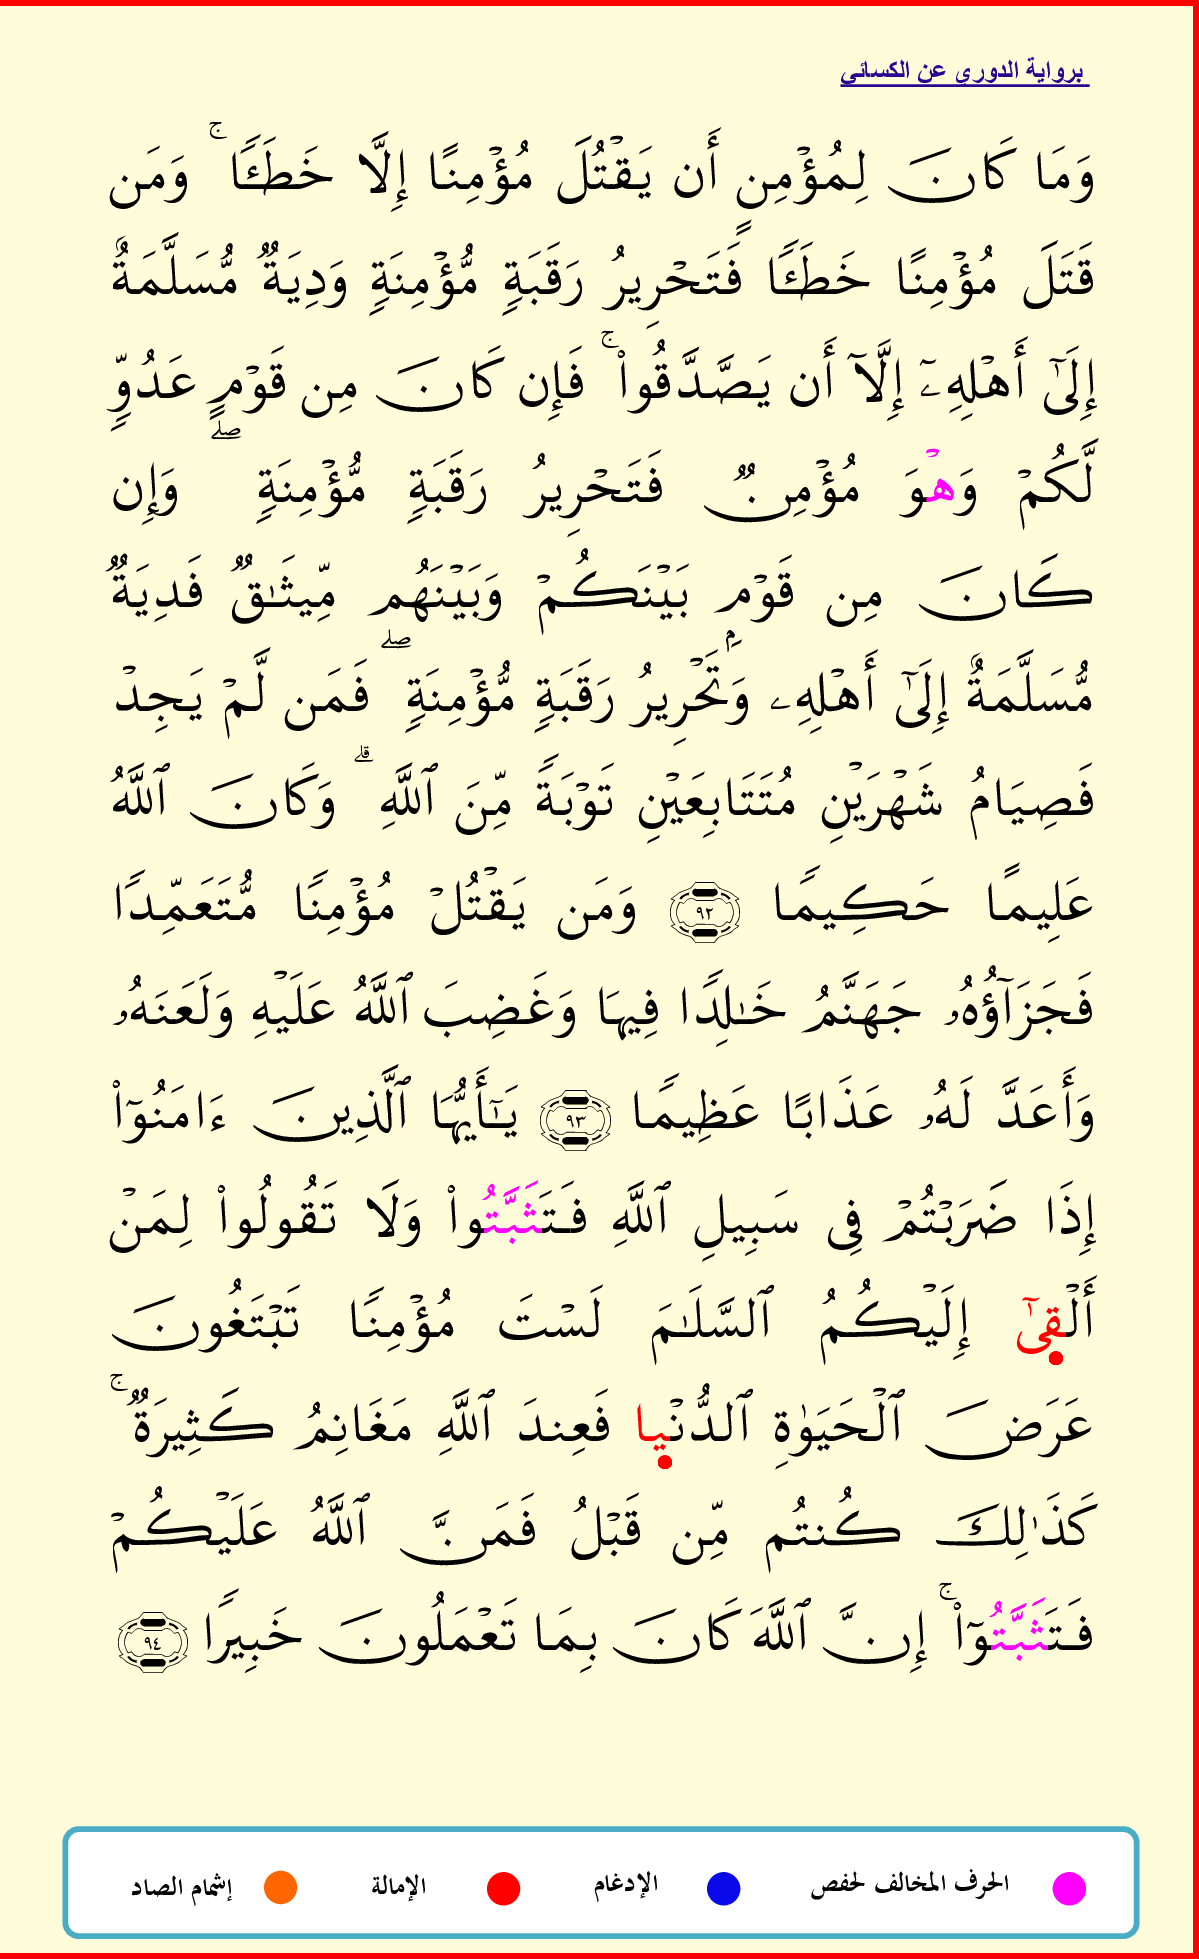 برواية الدوري عن الكسائي
وَمَا كَانَ لِمُؤْمِنٍ أَن يَقْتُلَ مُؤْمِنًا إِلَّا خَطَـًٔا ۚ وَمَن
قَتَلَ مُؤْمِنًا خَطَـًٔا فَتَحْرِيرُ رَقَبَةٍ مُّؤْمِنَةٍ وَدِيَةٌ مُّسَلَّمَةٌ
إِلَىٰٓ أَهْلِهِۦٓ إِلَّآ أَن يَصَّدَّقُوا۟ ۚ فَإِن كَانَ مِن قَوْمٍ عَدُوٍّ
لَّكُمْ وَهْوَ مُؤْمِنٌ فَتَحْرِيرُ رَقَبَةٍ مُّؤْمِنَةٍ ۖ وَإِن
كَانَ مِن قَوْمٍۭ بَيْنَكُمْ وَبَيْنَهُم مِّيثَـٰقٌ فَدِيَةٌ
مُّسَلَّمَةٌ إِلَىٰٓ أَهْلِهِۦ وَتَحْرِيرُ رَقَبَةٍ مُّؤْمِنَةٍ ۖ فَمَن لَّمْ يَجِدْ
فَصِيَامُ شَهْرَيْنِ مُتَتَابِعَيْنِ تَوْبَةً مِّنَ ٱللَّهِ ۗ وَكَانَ ٱللَّهُ
عَلِيمًا حَكِيمًا ٩٢ وَمَن يَقْتُلْ مُؤْمِنًا مُّتَعَمِّدًا
فَجَزَآؤُهُۥ جَهَنَّمُ خَـٰلِدًا فِيهَا وَغَضِبَ ٱللَّهُ عَلَيْهِ وَلَعَنَهُۥ
وَأَعَدَّ لَهُۥ عَذَابًا عَظِيمًا ٩٣ يَـٰٓأَيُّهَا ٱلَّذِينَ ءَامَنُوٓا۟
إِذَا ضَرَبْتُمْ فِى سَبِيلِ ٱللَّهِ فَتَثَبَّتُوا۟ وَلَا تَقُولُوا۟ لِمَنْ
أَلْقِىٓ إِلَيْكُمُ ٱلسَّلَـٰمَ لَسْتَ مُؤْمِنًا تَبْتَغُونَ
عَرَضَ ٱلْحَيَوٰةِ ٱلدُّنْيا فَعِندَ ٱللَّهِ مَغَانِمُ كَثِيرَةٌ ۚ
كَذَٰلِكَ كُنتُم مِّن قَبْلُ فَمَنَّ ٱللَّهُ عَلَيْكُمْ
فَتَثَبَّتُوٓا۟ ۚ إِنَّ ٱللَّهَ كَانَ بِمَا تَعْمَلُونَ خَبِيرًا ٩٤
الحرف المخالف لحفص الإدغام الإمالة إشمام الصاد